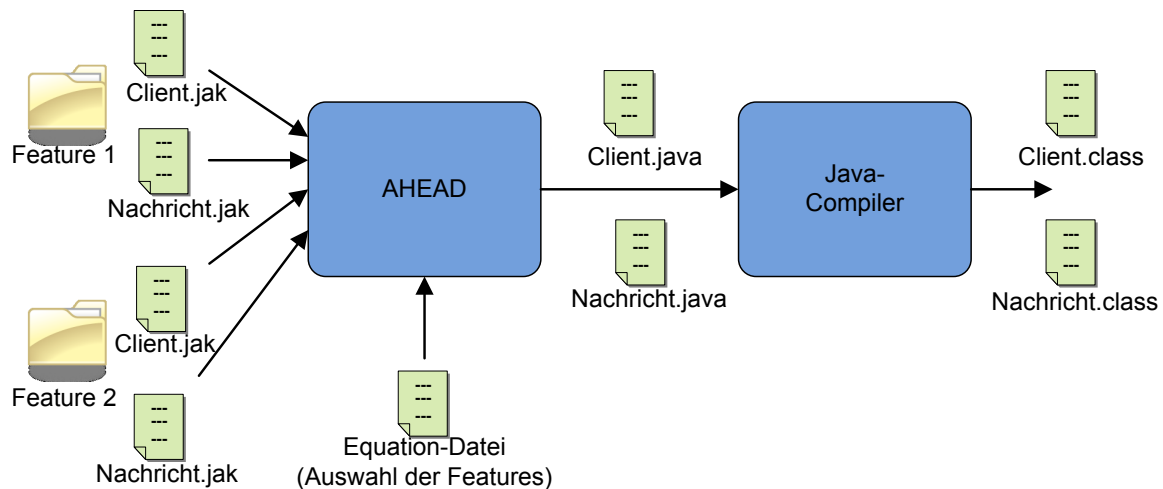 Client.jak
Feature 1
Nachricht.jak
Client.jak
Feature 2
Nachricht.jak
AHEAD
Equation-Datei
(Auswahl der Features)
Client.java
Nachricht.java
Java-
Compiler
Client.class
Nachricht.class